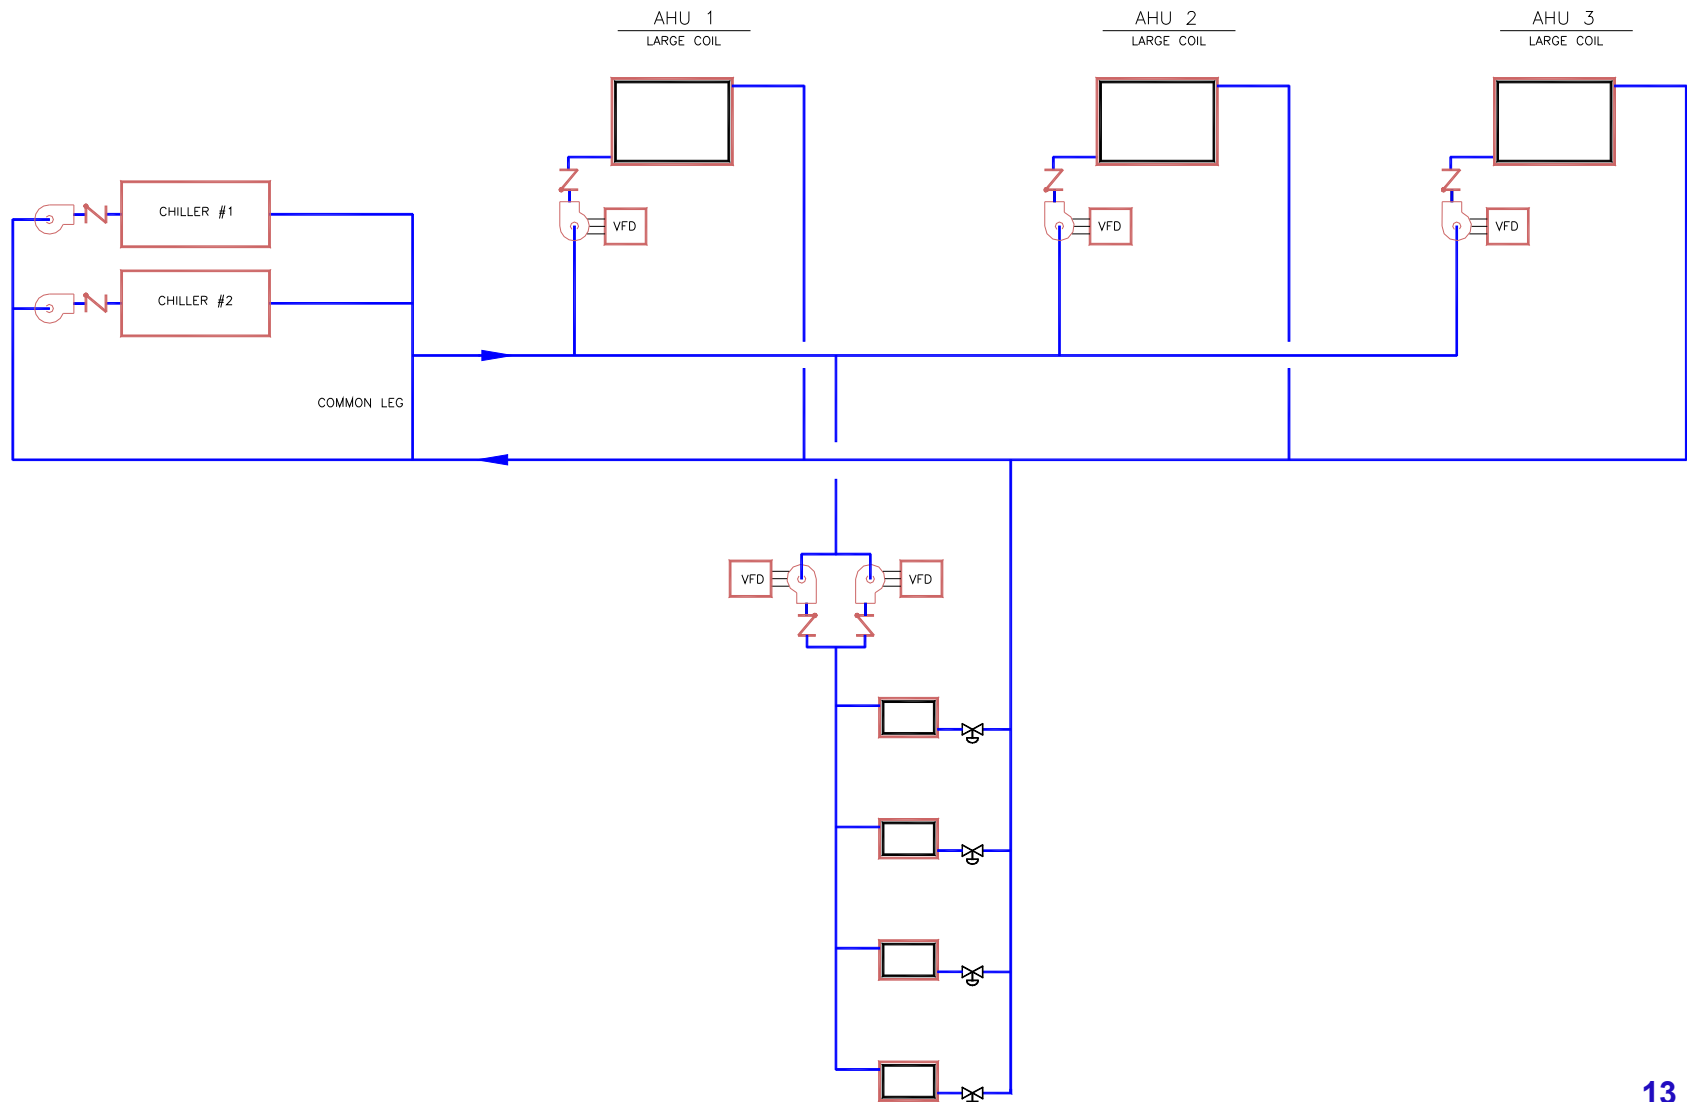 AHU 1
LARGE COIL
AHU 2
LARGE COIL
AHU 3
LARGE COIL
CHILLER #1
VFD
VFD
VFD
CHILLER #2
COMMON LEG
VFD
VFD
13